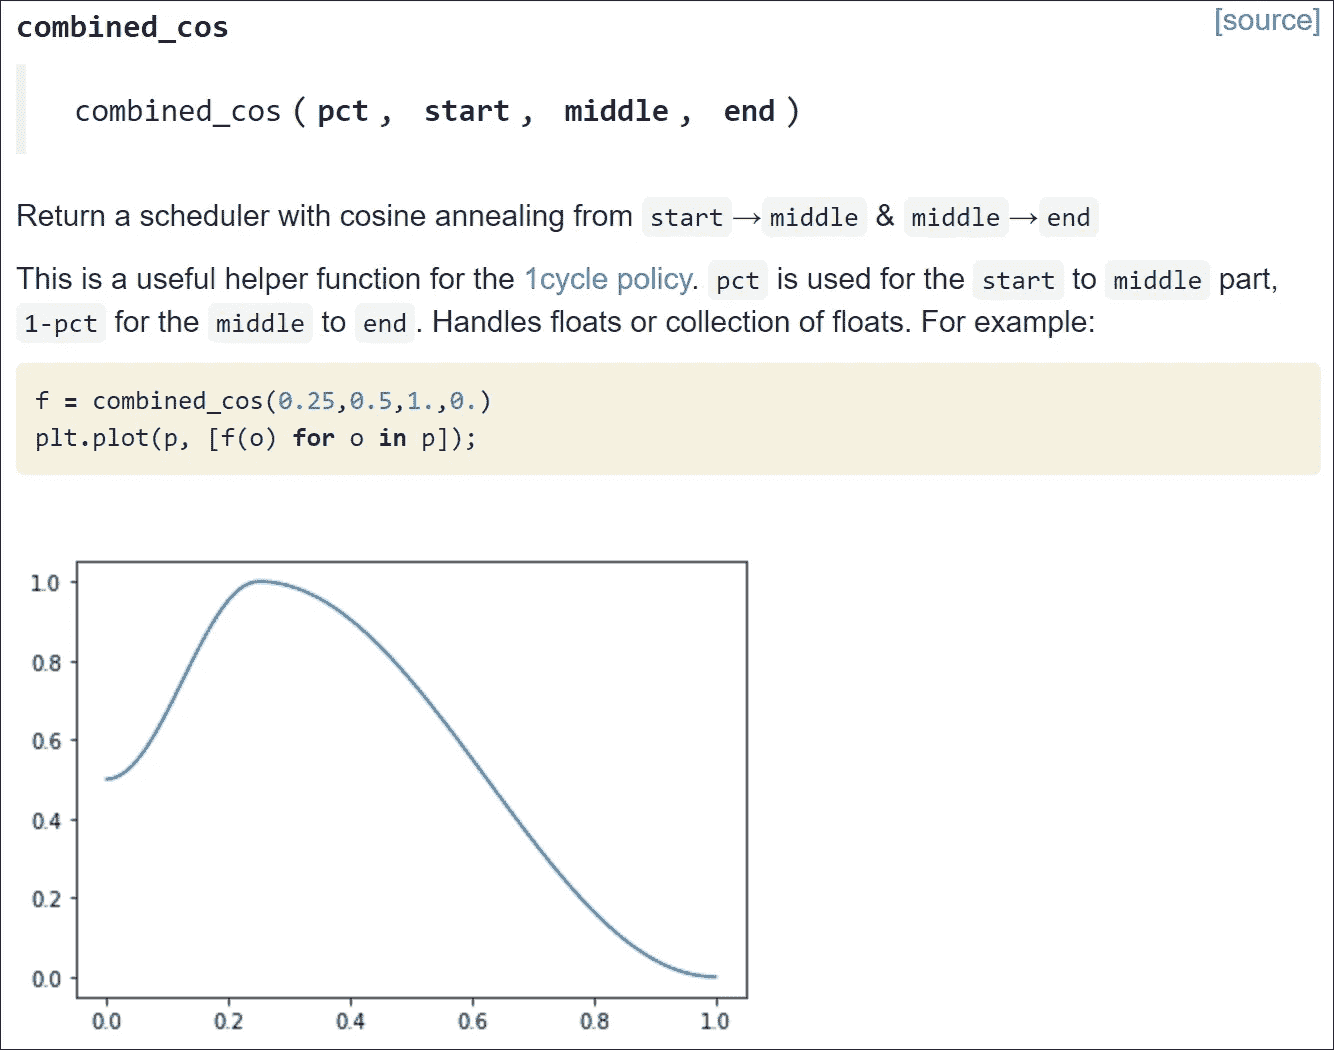 combined_cos [source]
combined_cos ( pct , start , middle , end )
Return a scheduler with cosine annealing from start→middle & middle→end
This is a useful helper function for the 1cycle policy. pct is used for the start to middle part,
1-pct for the middle to end. Handles floats or collection of floats. For example:
f = combined_cos(0.25,0.5,1.,0.)
plt.plot(p, [f(o) for o in p]);
1.0
0.8
0.6
0.4
0.2
0.0
0.0 0.2 0.4 0.6 0.8 1.0